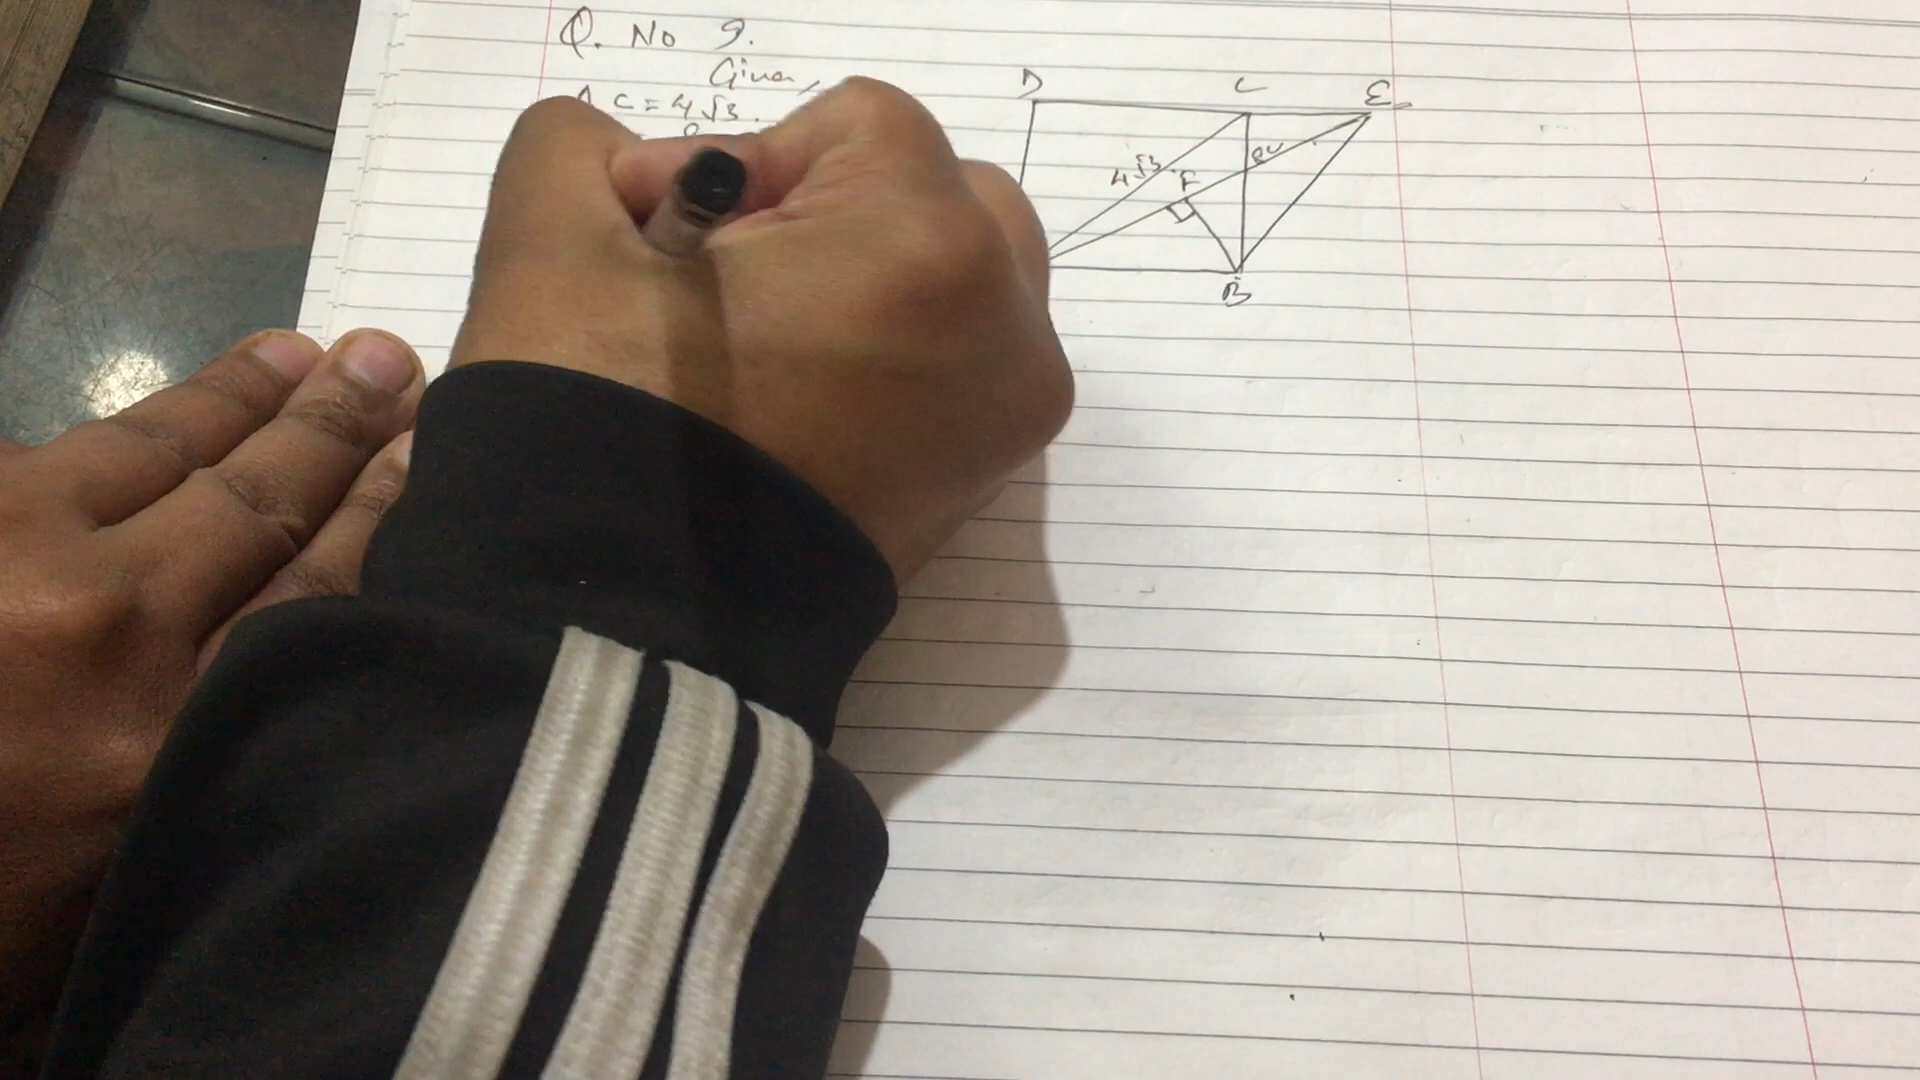 Q. No 9.
Given,
AC = 4√3.
D C E
4√3 F
B